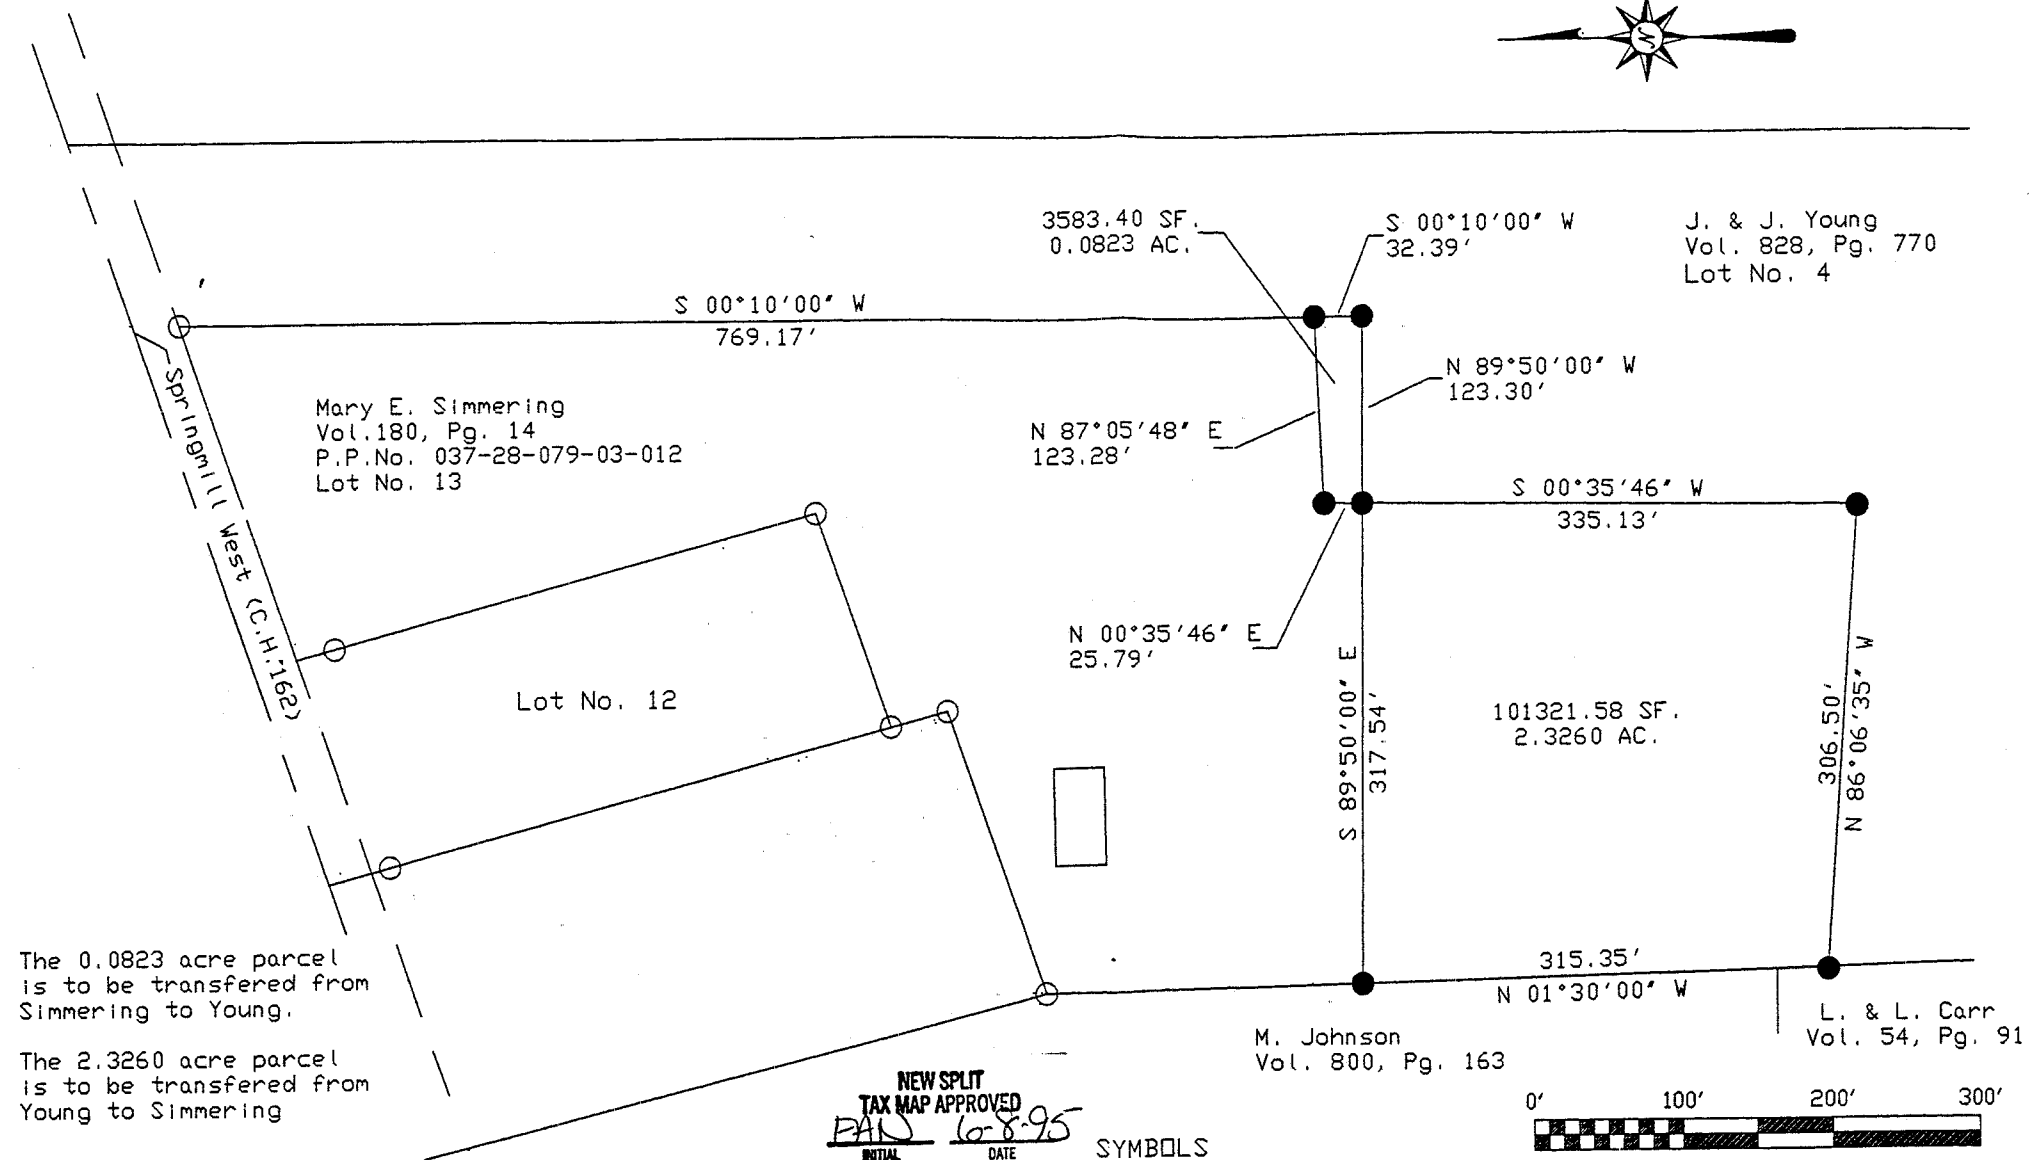 N
3583.40 SF.
0.0823 AC.
S 00°10'00" W
32.39'
J. & J. Young
Vol. 828, Pg. 770
Lot No. 4
S 00°10'00" W
769.17'
N 89°50'00" W
123.30'
Springmill West (C.H.162)
Mary E. Simmering
Vol.180, Pg. 14
P.P.No. 037-28-079-03-012
Lot No. 13
N 87°05'48" E
123.28'
S 00°35'46" W
335.13'
N 00°35'46" E
25.79'
Lot No. 12
S 89°50'00" E
317.54'
101321.58 SF.
2.3260 AC.
306.50'
N 86°06'35" W
315.35'
N 01°30'00" W
The 0.0823 acre parcel
is to be transfered from
Simmering to Young.
The 2.3260 acre parcel
is to be transfered from
Young to Simmering
M. Johnson
Vol. 800, Pg. 163
L. & L. Carr
Vol. 54, Pg. 91
NEW SPLIT
TAX MAP APPROVED
6-8-95
INITIAL DATE
SYMBOLS
0' 100' 200' 300'